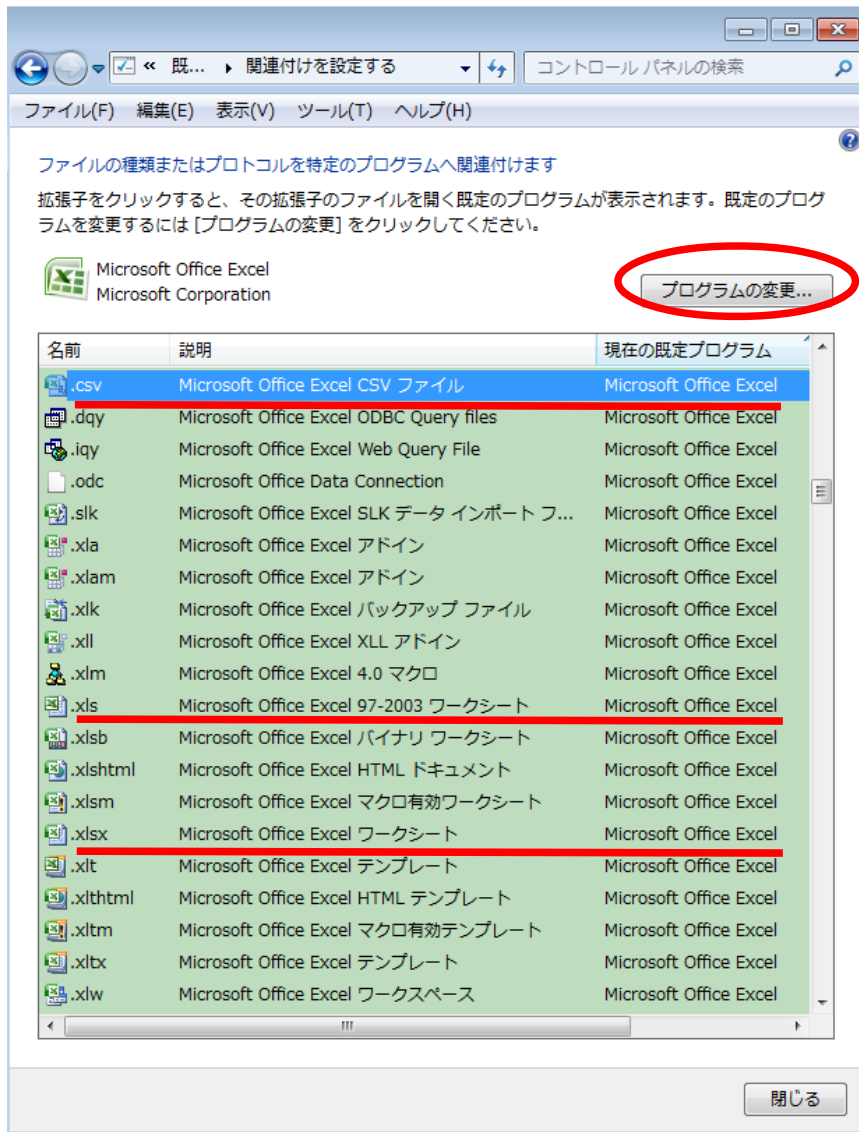 « 既... ▸ 関連付けを設定する
コントロール パネルの検索
ファイル(F) 編集(E) 表示(V) ツール(T) ヘルプ(H)
ファイルの種類またはプロトコルを特定のプログラムへ関連付けます
拡張子をクリックすると、その拡張子のファイルを開く既定のプログラムが表示されます。既定のプログ
ラムを変更するには [プログラムの変更] をクリックしてください。
Microsoft Office Excel
Microsoft Corporation
プログラムの変更...
名前 説明 現在の既定プログラム
.csv Microsoft Office Excel CSV ファイル Microsoft Office Excel
.dqy Microsoft Office Excel ODBC Query files Microsoft Office Excel
.iqy Microsoft Office Excel Web Query File Microsoft Office Excel
.odc Microsoft Office Data Connection Microsoft Office Excel
.slk Microsoft Office Excel SLK データ インポート フ... Microsoft Office Excel
.xla Microsoft Office Excel アドイン Microsoft Office Excel
.xlam Microsoft Office Excel アドイン Microsoft Office Excel
.xlk Microsoft Office Excel バックアップ ファイル Microsoft Office Excel
.xll Microsoft Office Excel XLL アドイン Microsoft Office Excel
.xlm Microsoft Office Excel 4.0 マクロ Microsoft Office Excel
.xls Microsoft Office Excel 97-2003 ワークシート Microsoft Office Excel
.xlsb Microsoft Office Excel バイナリ ワークシート Microsoft Office Excel
.xlshtml Microsoft Office Excel HTML ドキュメント Microsoft Office Excel
.xlsm Microsoft Office Excel マクロ有効ワークシート Microsoft Office Excel
.xlsx Microsoft Office Excel ワークシート Microsoft Office Excel
.xlt Microsoft Office Excel テンプレート Microsoft Office Excel
.xlthtml Microsoft Office Excel HTML テンプレート Microsoft Office Excel
.xltm Microsoft Office Excel マクロ有効テンプレート Microsoft Office Excel
.xltx Microsoft Office Excel テンプレート Microsoft Office Excel
.xlw Microsoft Office Excel ワークスペース Microsoft Office Excel
閉じる